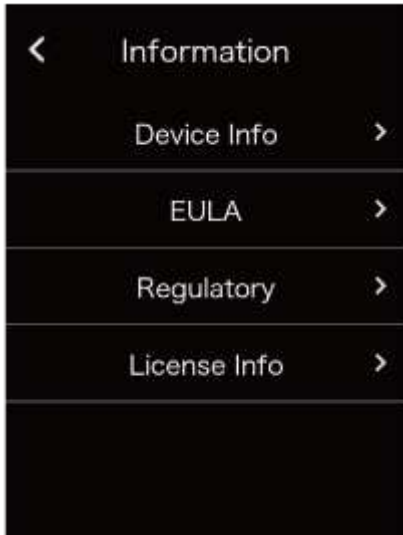 Information
Device Info
EULA
Regulatory
License Info